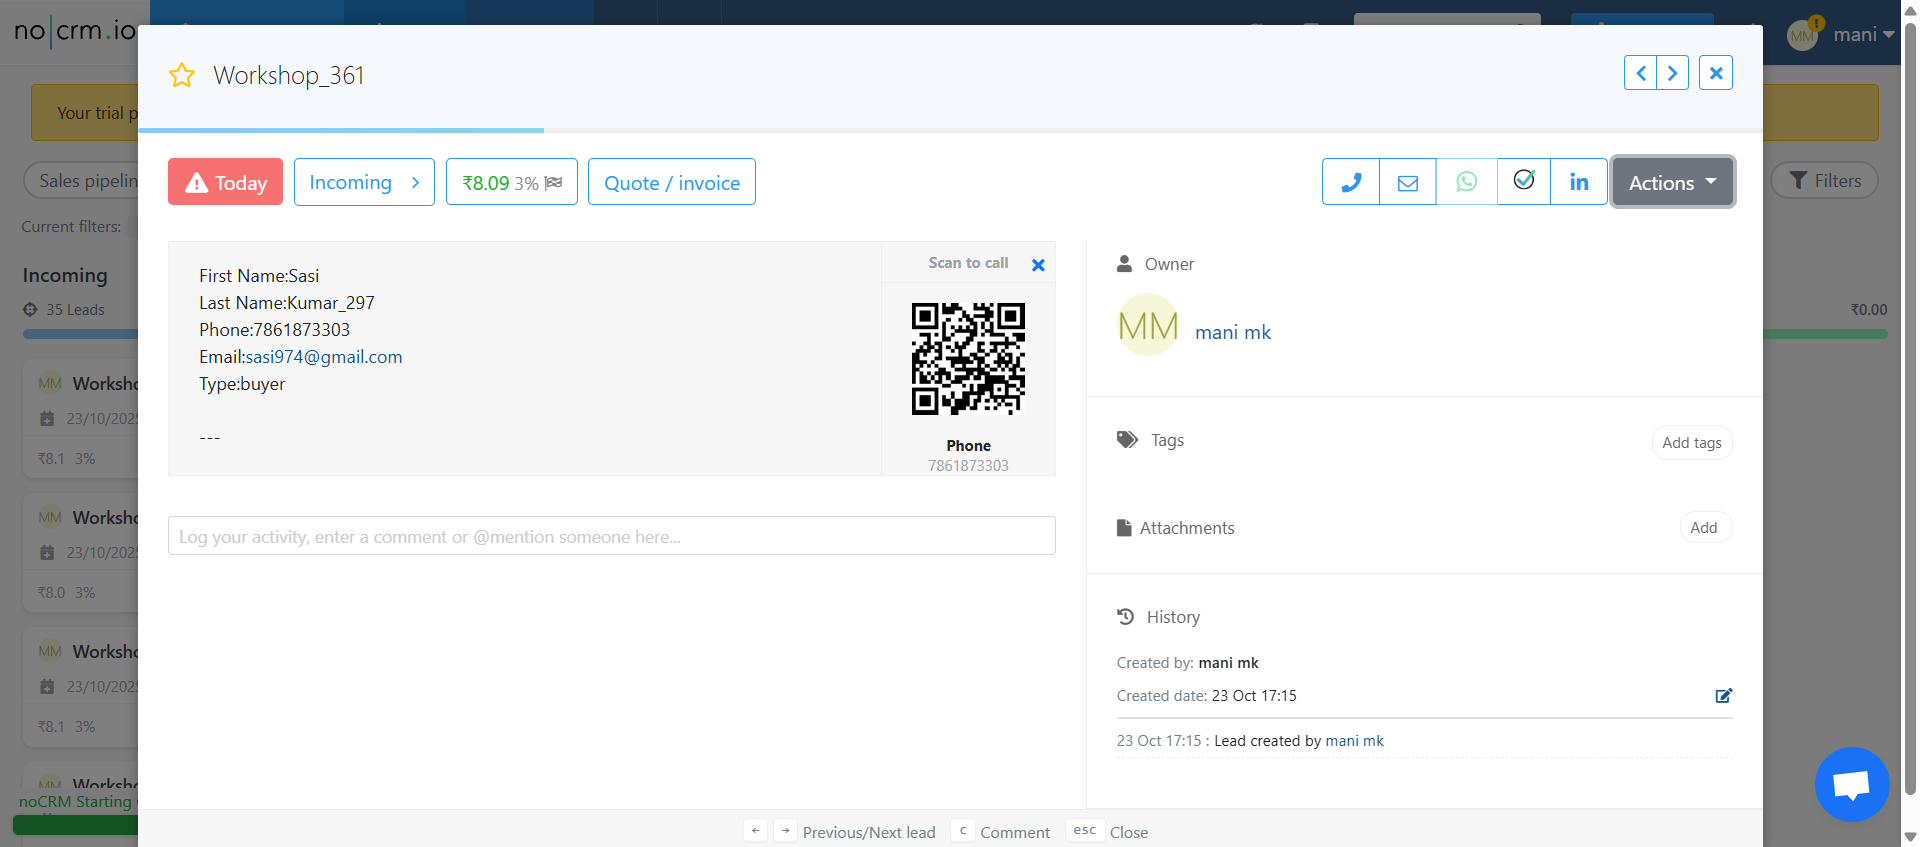 no|crm.io
mani
Workshop_361
Your trial p
Today
Incoming
₹8.09 3%
Quote / invoice
Actions
Sales pipelin
Filters
Current filters:
Incoming
35 Leads
₹0.00
First Name:Sasi
Last Name:Kumar_297
Phone:7861873303
Email:sasi974@gmail.com
Type:buyer
---
Scan to call
Phone
7861873303
Log your activity, enter a comment or @mention someone here...
Owner
MM
mani mk
Tags
Add tags
Attachments
Add
History
Created by: mani mk
Created date: 23 Oct 17:15
23 Oct 17:15 : Lead created by mani mk
MM Worksho
23/10/2025
₹8.1 3%
MM Worksho
23/10/2025
₹8.0 3%
MM Worksho
23/10/2025
₹8.1 3%
MM Worksho
noCRM Starting
← → Previous/Next lead c Comment esc Close